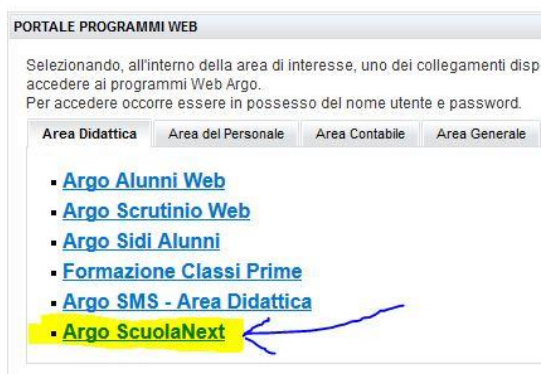 PORTALE PROGRAMMI WEB
Selezionando, all'interno della area di interesse, uno dei collegamenti disp
accedere ai programmi Web Argo.
Per accedere occorre essere in possesso del nome utente e password.
Area Didattica Area del Personale Area Contabile Area Generale
▪ Argo Alunni Web
▪ Argo Scrutinio Web
▪ Argo Sidi Alunni
▪ Formazione Classi Prime
▪ Argo SMS - Area Didattica
▪ Argo ScuolaNext